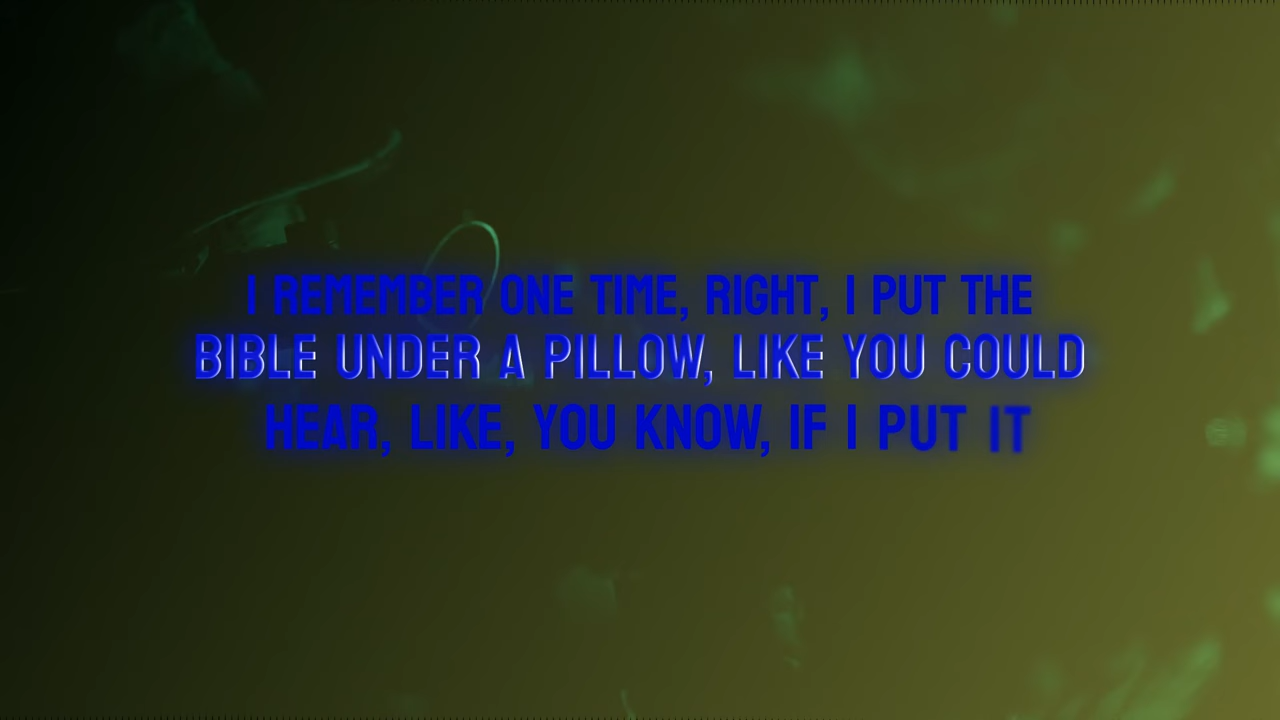 I REMEMBER ONE TIME, RIGHT, I PUT THE
BIBLE UNDER A PILLOW, LIKE YOU COULD
HEAR, LIKE, YOU KNOW, IF I PUT IT